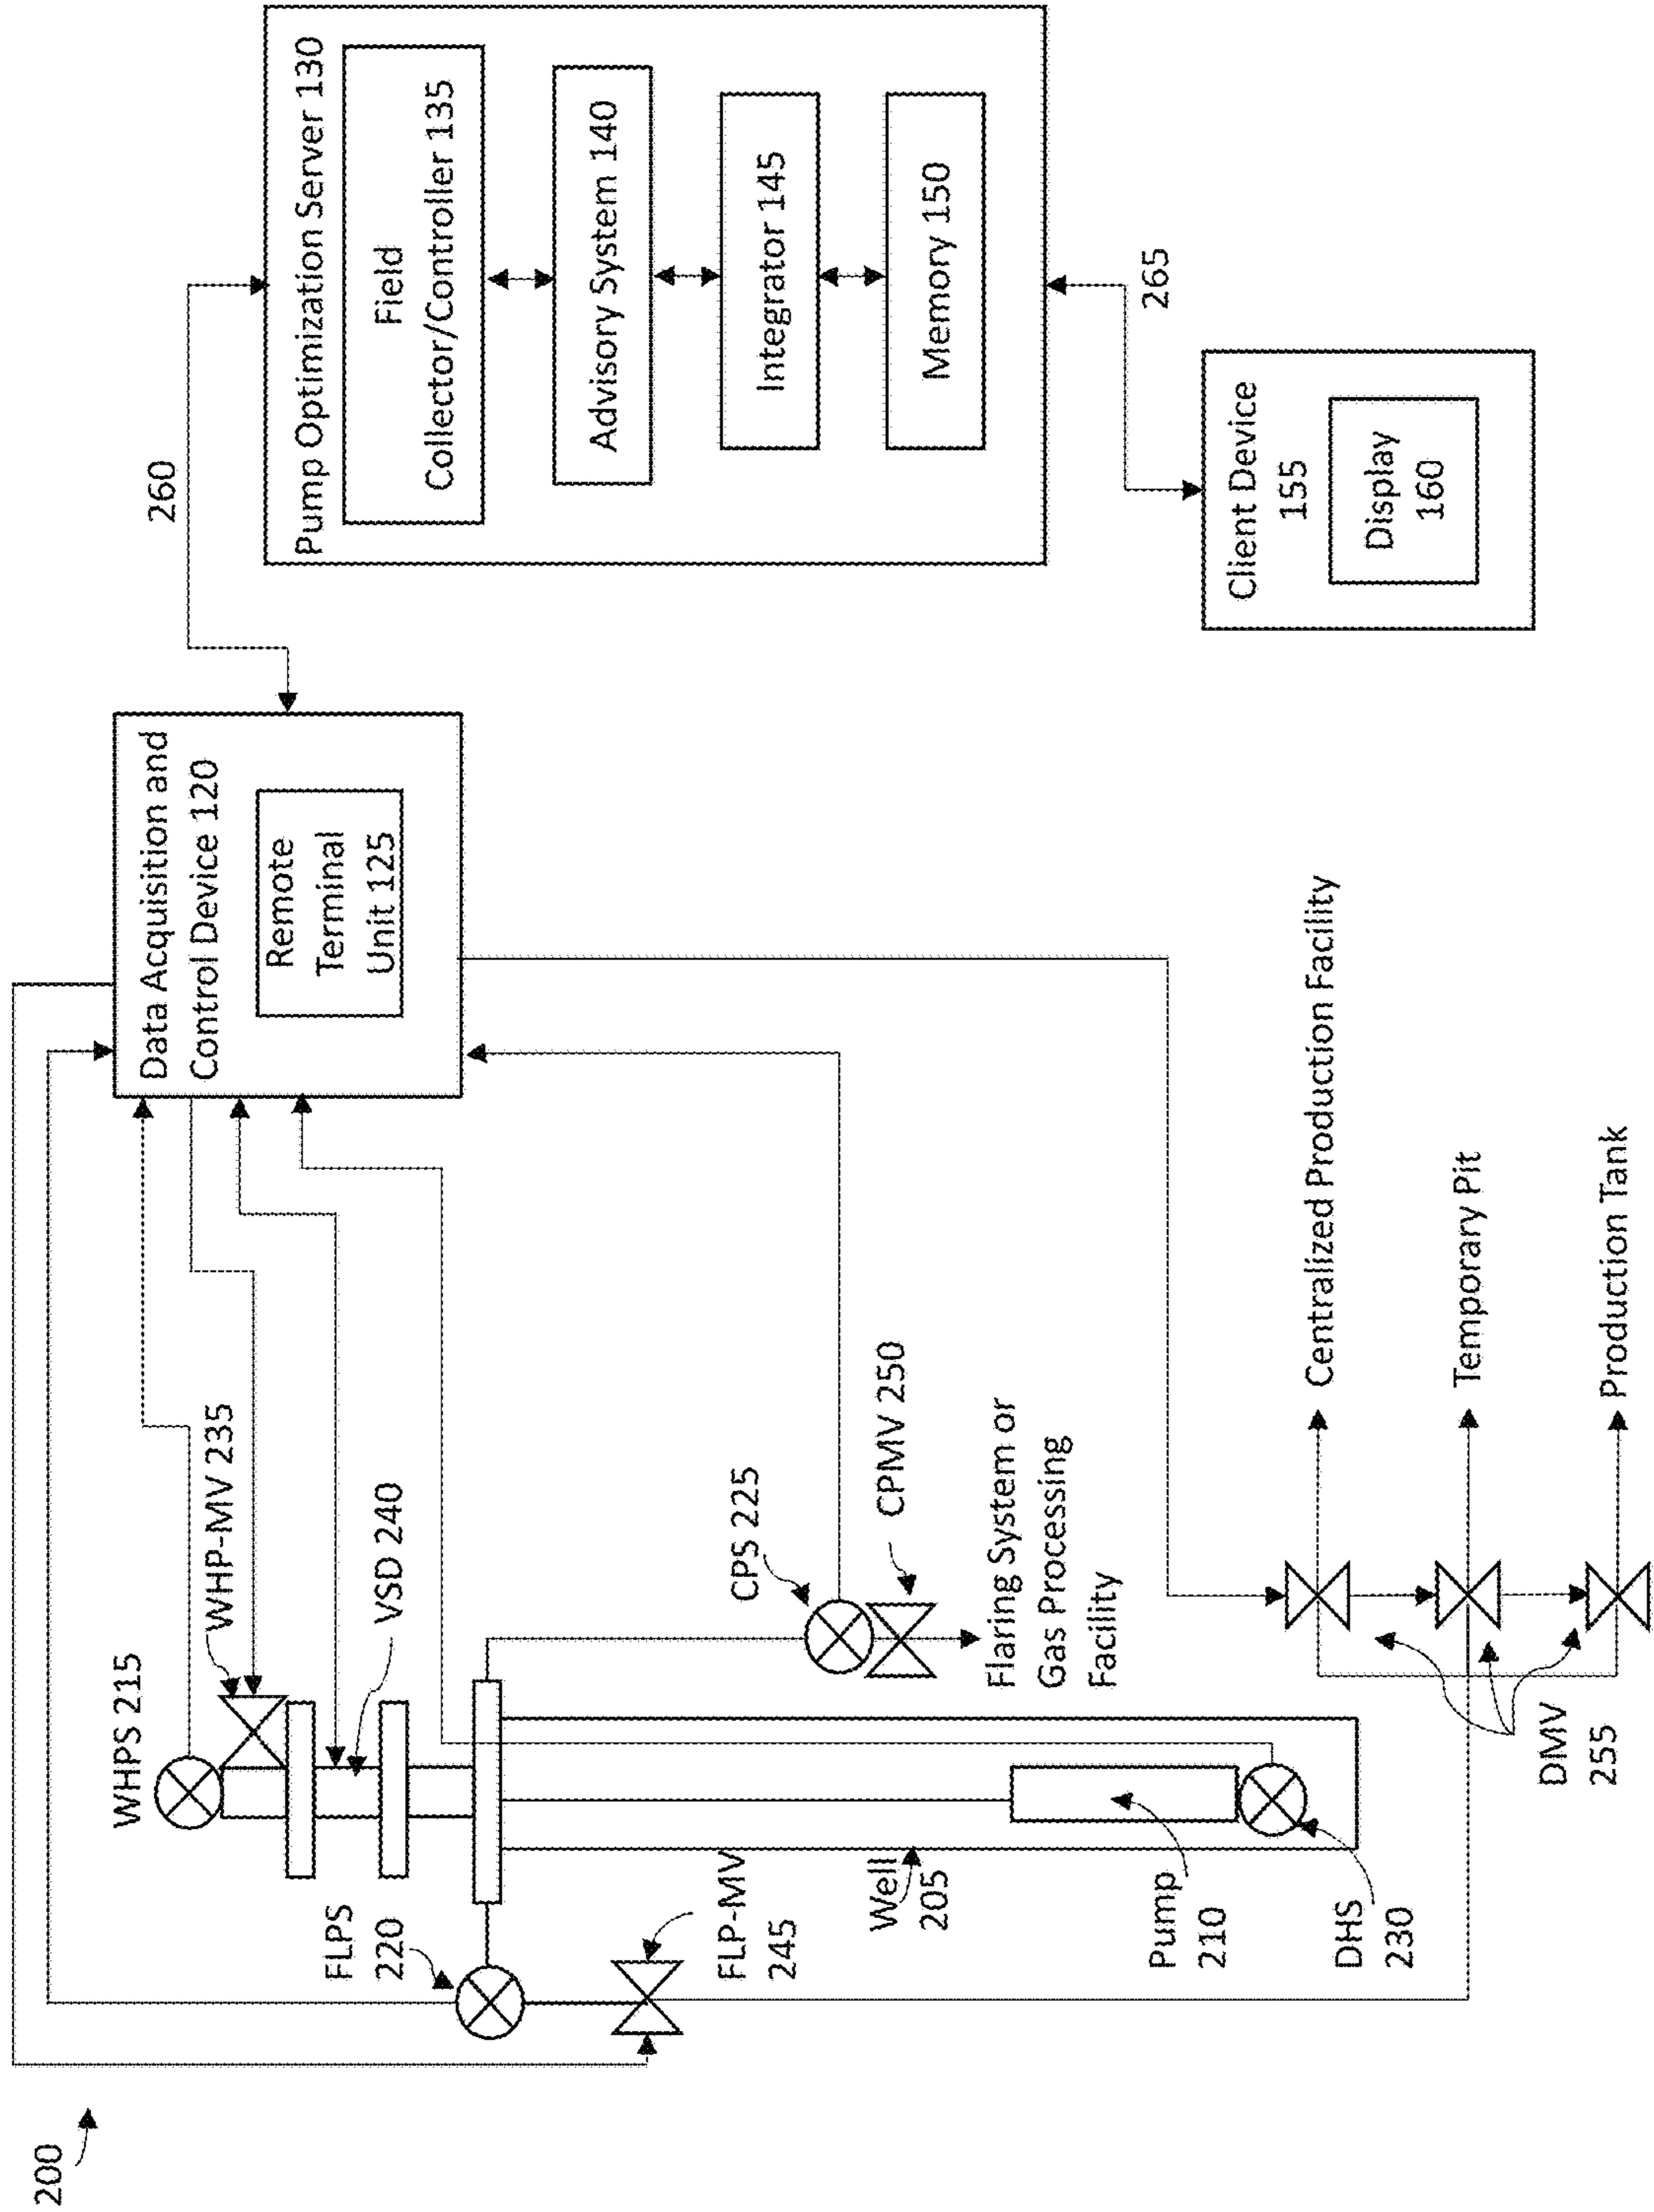 200
WHPS 215
WHP-MV 235
VSD 240
FLPS
220
FLP-MV
245
Well
205
Pump
210
DHS
230
CPS 225
CPMV 250
Flaring System or
Gas Processing
Facility
DMV
255
Centralized Production Facility
Temporary Pit
Production Tank
Data Acquisition and
Control Device 120
Remote
Terminal
Unit 125
260
Pump Optimization Server 130
Field
Collector/Controller 135
Advisory System 140
Integrator 145
Memory 150
265
Client Device
155
Display
160